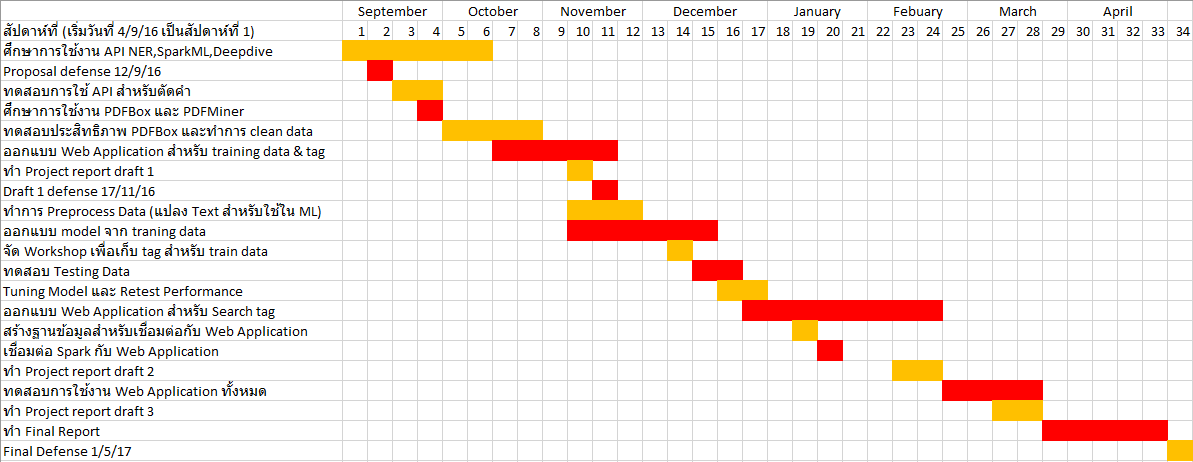 September October November December January Febuary March April
สัปดาห์ที่ (เริ่มวันที่ 4/9/16 เป็นสัปดาห์ที่ 1) 1 2 3 4 5 6 7 8 9 10 11 12 13 14 15 16 17 18 19 20 21 22 23 24 25 26 27 28 29 30 31 32 33 34
ศึกษาการใช้งาน API NER,SparkML,Deepdive
Proposal defense 12/9/16
ทดสอบการใช้ API สำหรับตัดคำ
ศึกษาการใช้งาน PDFBox และ PDFMiner
ทดสอบประสิทธิภาพ PDFBox และทำการ clean data
ออกแบบ Web Application สำหรับ training data & tag
ทำ Project report draft 1
Draft 1 defense 17/11/16
ทำการ Preprocess Data (แปลง Text สำหรับใช้ใน ML)
ออกแบบ model จาก traning data
จัด Workshop เพื่อเก็บ tag สำหรับ train data
ทดสอบ Testing Data
Tuning Model และ Retest Performance
ออกแบบ Web Application สำหรับ Search tag
สร้างฐานข้อมูลสำหรับเชื่อมต่อกับ Web Application
เชื่อมต่อ Spark กับ Web Application
ทำ Project report draft 2
ทดสอบการใช้งาน Web Application ทั้งหมด
ทำ Project report draft 3
ทำ Final Report
Final Defense 1/5/17